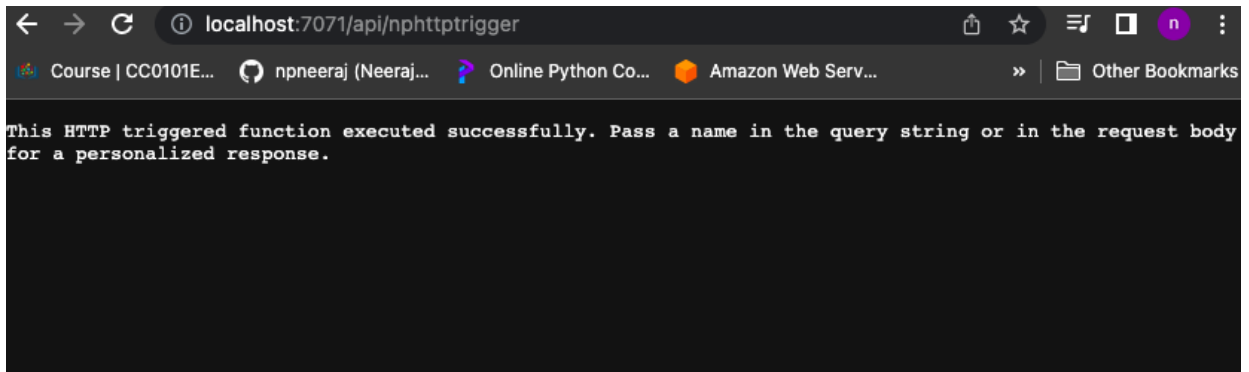 localhost:7071/api/nphttptrigger
n
Course | CC0101E... npneeraj (Neeraj... Online Python Co... Amazon Web Serv... » Other Bookmarks
This HTTP triggered function executed successfully. Pass a name in the query string or in the request body
for a personalized response.